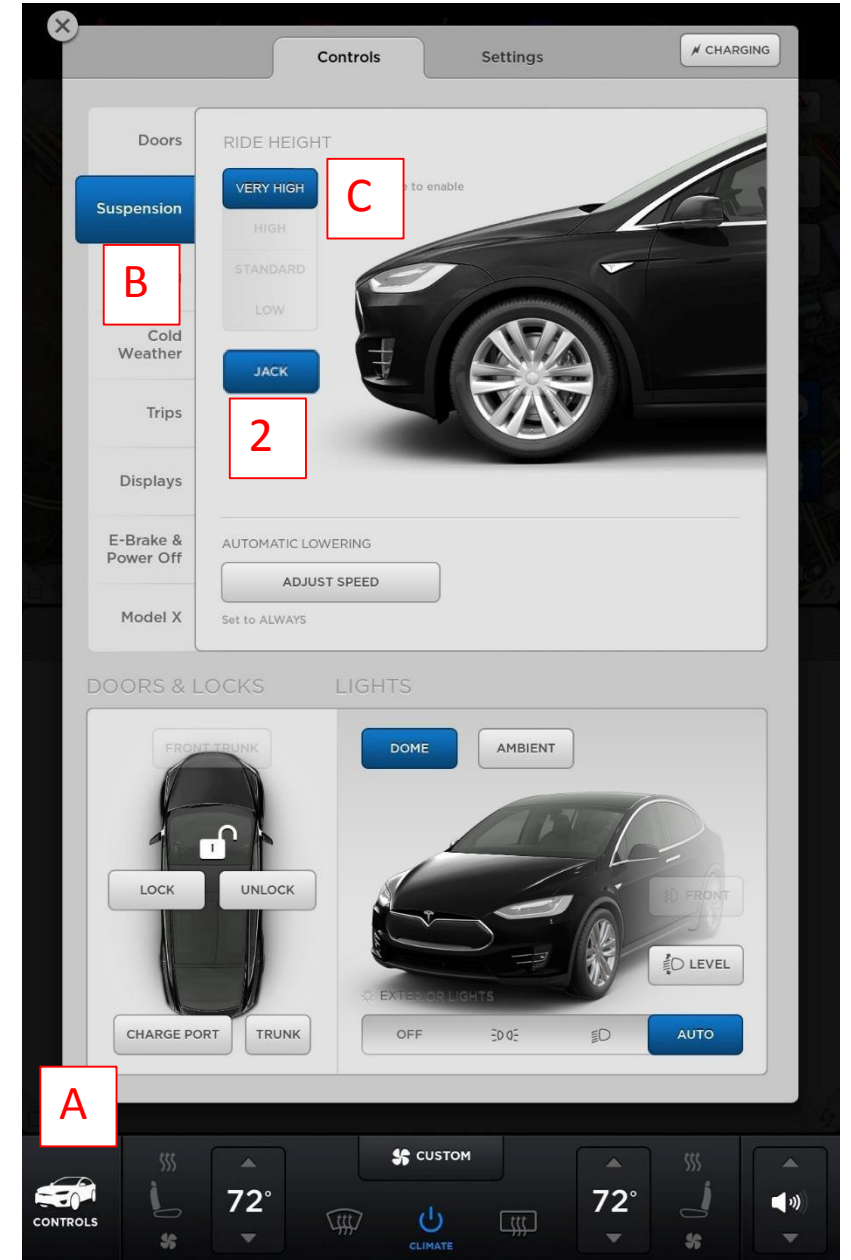 Controls
Settings
CHARGING
Doors
Suspension
B
Cold
Weather
Trips
Displays
E-Brake &
Power Off
Model X
RIDE HEIGHT
VERY HIGH
C
to enable
HIGH
STANDARD
LOW
JACK
2
AUTOMATIC LOWERING
ADJUST SPEED
Set to ALWAYS
DOORS & LOCKS
FRONT TRUNK
LOCK
UNLOCK
CHARGE PORT
TRUNK
LIGHTS
DOME
AMBIENT
FRONT
LEVEL
EXTERIOR LIGHTS
OFF
AUTO
A
CONTROLS
72°
CUSTOM
CLIMATE
72°